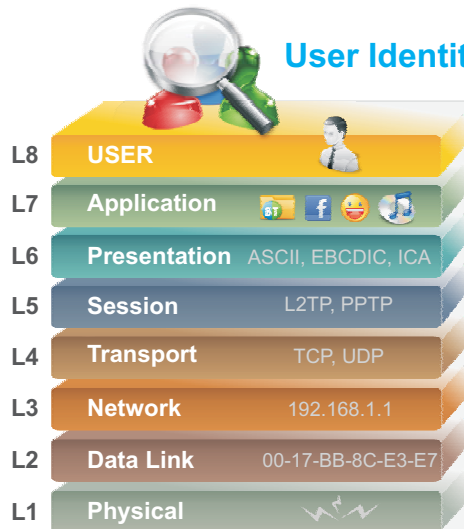 User Identit
L8 USER
L7 Application BT f
L6 Presentation ASCII, EBCDIC, ICA
L5 Session L2TP, PPTP
L4 Transport TCP, UDP
L3 Network 192.168.1.1
L2 Data Link 00-17-BB-8C-E3-E7
L1 Physical